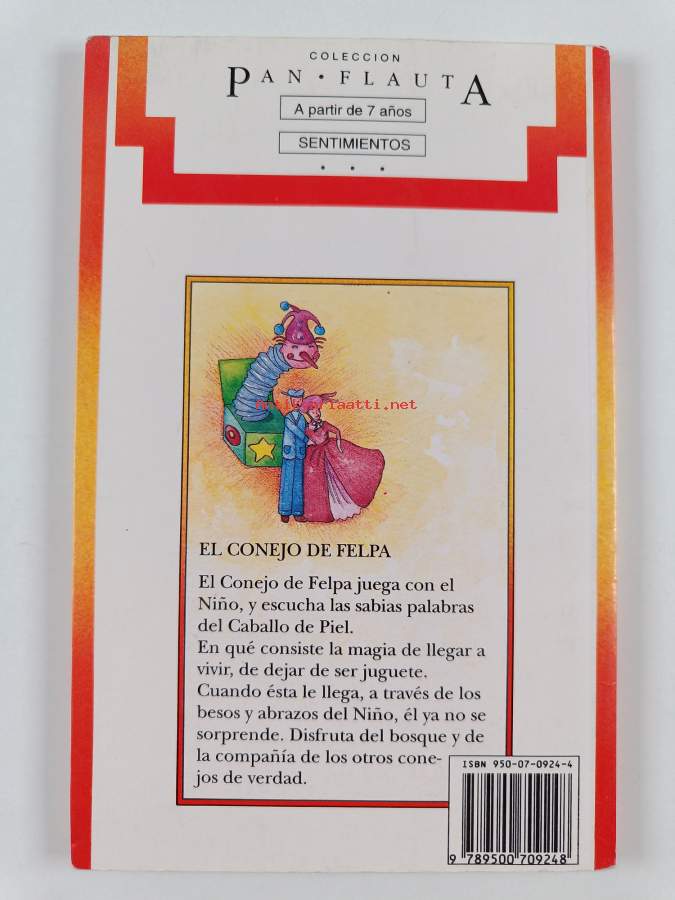 COLECCION
PAN • FLAUTA
A partir de 7 años
SENTIMIENTOS
• • •
antikvariaatti.net
EL CONEJO DE FELPA
El Conejo de Felpa juega con el
Niño, y escucha las sabias palabras
del Caballo de Piel.
En qué consiste la magia de llegar a
vivir, de dejar de ser juguete.
Cuando ésta le llega, a través de los
besos y abrazos del Niño, él ya no se
sorprende. Disfruta del bosque y de
la compañía de los otros cone-
jos de verdad.
ISBN 950-07-0924-4
9 789500 709248